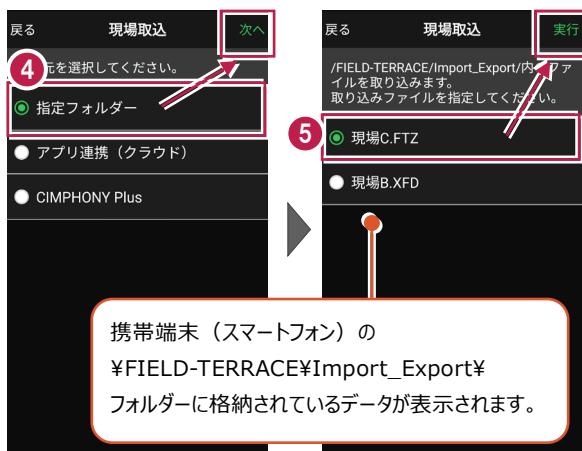 戻る 現場取込 次へ
4 元を選択してください。
指定フォルダー
アプリ連携（クラウド）
CIMPHONY Plus
戻る 現場取込 実行
/FIELD-TERRACE/Import_Export/内 ファ
イルを取り込みます。
取り込みファイルを指定してください。
5 現場C.FTZ
現場B.XFD
携帯端末（スマートフォン）の
¥FIELD-TERRACE¥Import_Export¥
フォルダーに格納されているデータが表示されます。